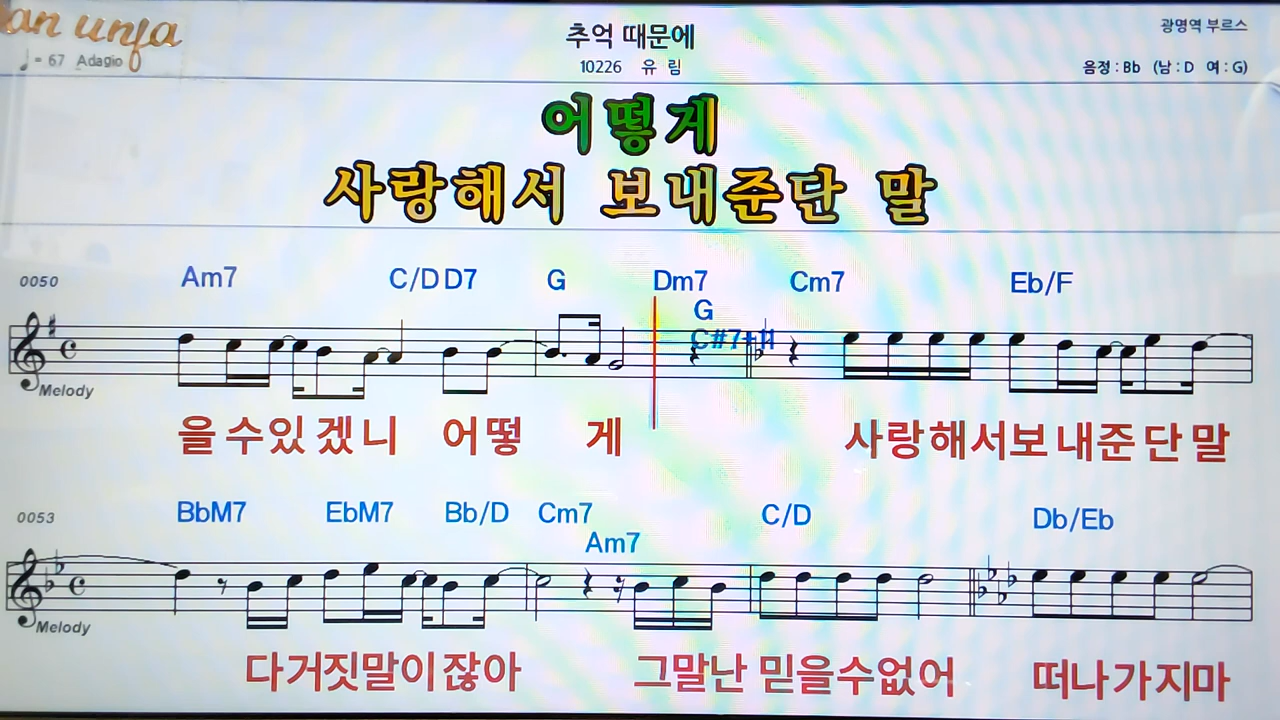 an unfa
♩= 67 Adagio
추억 때문에
10226 유 림
광명역 부르스
음정 : Bb (남 : D 여 : G)
어떻게
사랑해서 보내준단 말
0050
Am7 C/D D7 G Dm7 Cm7 Eb/F
G
C#7+11
Melody
을 수있 겠니 어떻 게 사랑해서보내준단말
0053
BbM7 EbM7 Bb/D Cm7 C/D Db/Eb
Am7
Melody
다거짓말이잖아 그말난 믿을수없어 떠나가지마